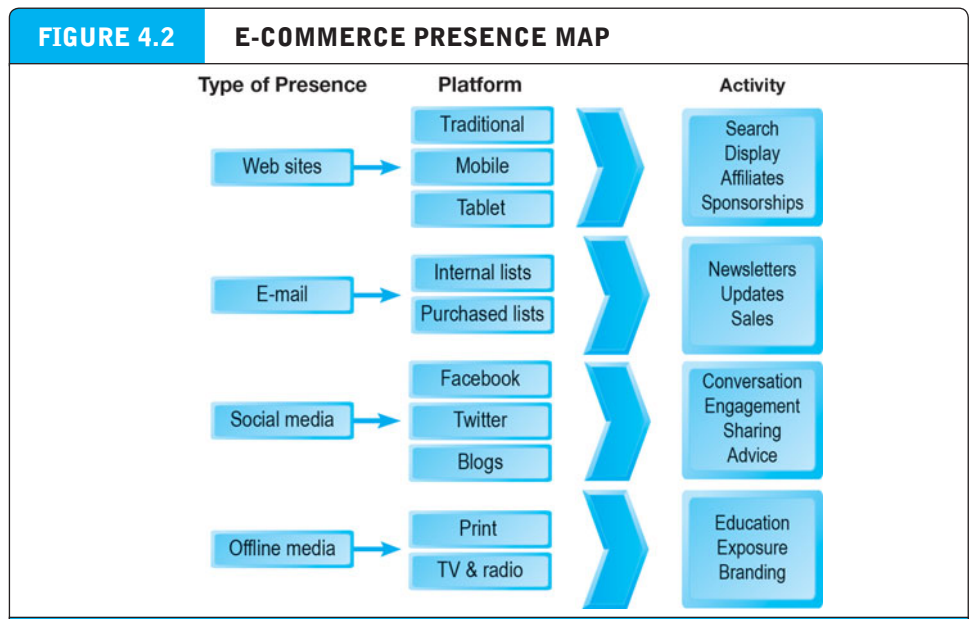 FIGURE 4.2
E-COMMERCE PRESENCE MAP
Type of Presence
Platform
Activity
Web sites
Traditional
Mobile
Tablet
Search
Display
Affiliates
Sponsorships
E-mail
Internal lists
Purchased lists
Newsletters
Updates
Sales
Social media
Facebook
Twitter
Blogs
Conversation
Engagement
Sharing
Advice
Offline media
Print
TV & radio
Education
Exposure
Branding